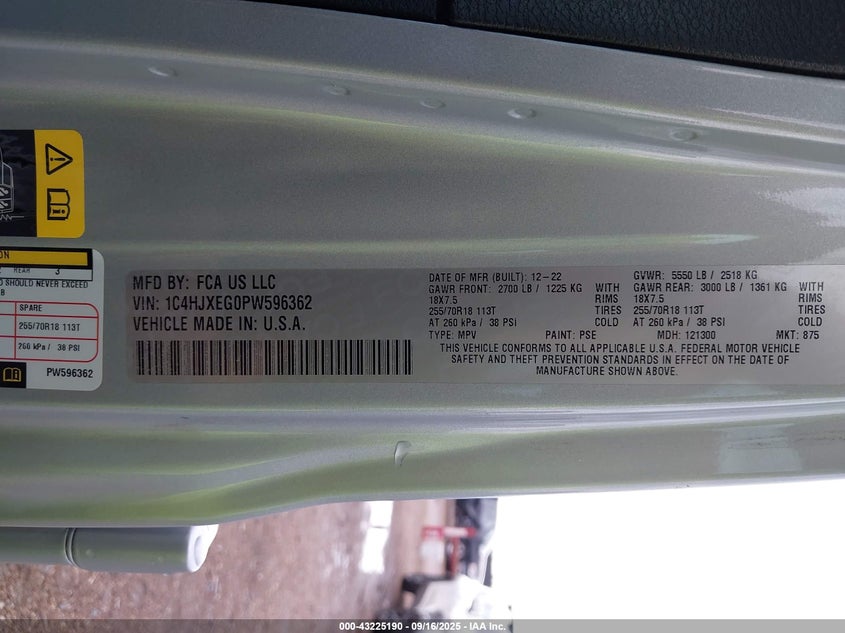 ON
REAR 3
D SHOULD NEVER EXCEED
B
SPARE
255/70R18 113T
260 kPa / 38 PSI
PW596362
MFD BY: FCA US LLC
VIN: 1C4HJXEG0PW596362
VEHICLE MADE IN: U.S.A.
DATE OF MFR (BUILT): 12-22
GAWR FRONT: 2700 LB / 1225 KG WITH
18X7.5 RIMS
255/70R18 113T TIRES
AT 260 kPa / 38 PSI COLD
GVWR: 5550 LB / 2518 KG
GAWR REAR: 3000 LB / 1361 KG WITH
18X7.5 RIMS
255/70R18 113T TIRES
AT 260 kPa / 38 PSI COLD
TYPE: MPV PAINT: PSE MDH: 121300 MKT: 875
THIS VEHICLE CONFORMS TO ALL APPLICABLE U.S.A. FEDERAL MOTOR VEHICLE
SAFETY AND THEFT PREVENTION STANDARDS IN EFFECT ON THE DATE OF
MANUFACTURE SHOWN ABOVE.
000-43225190 - 09/16/2025 - IAA Inc.